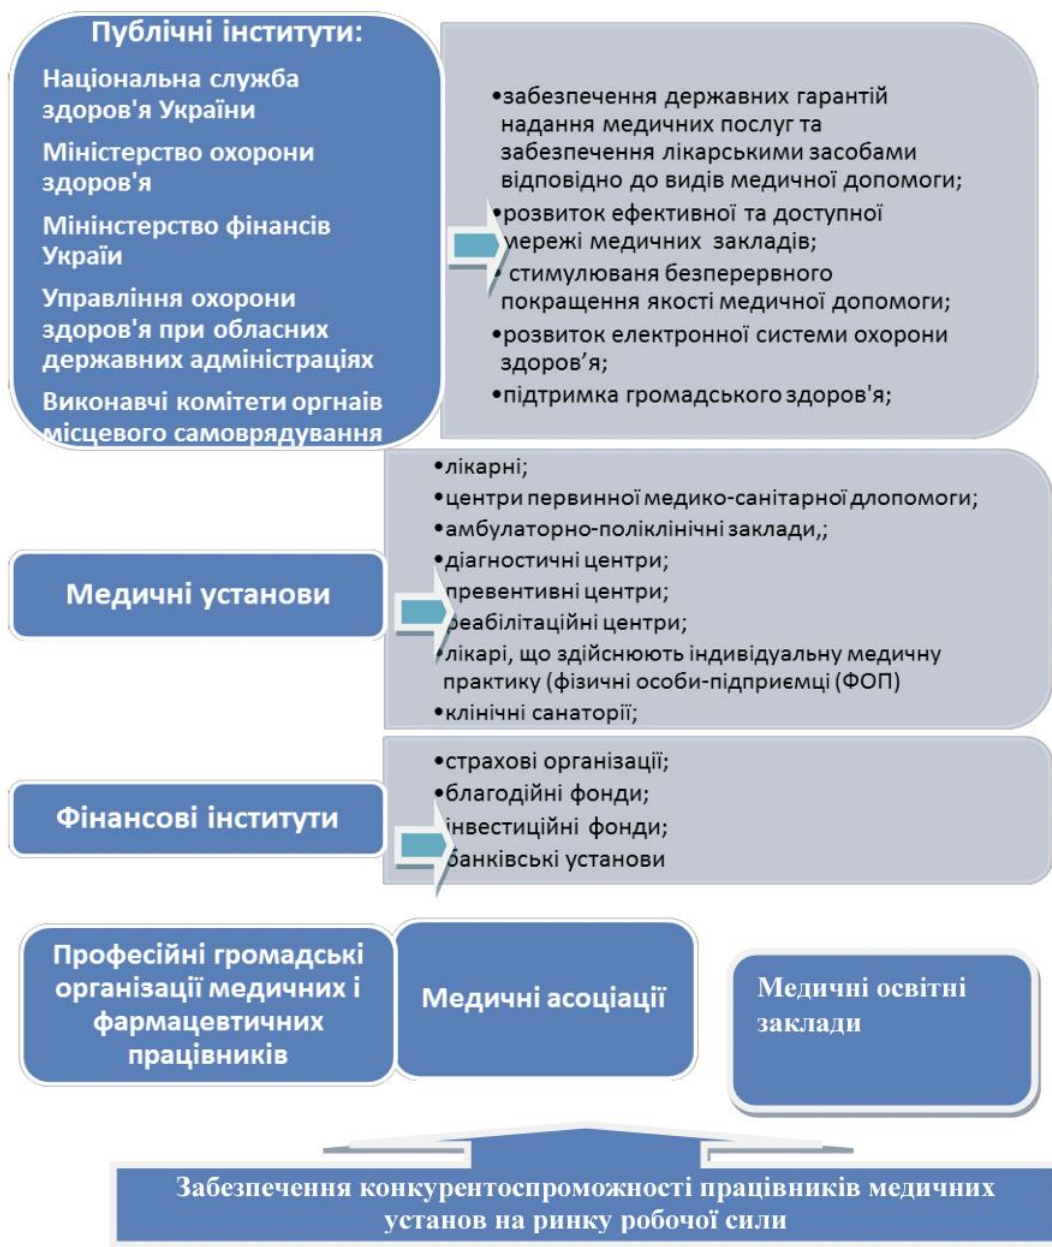 Публічні інститути:
Національна служба
здоров'я України
Міністерство охорони
здоров'я
Мінінстерство фінансів
Україи
Управління охорони
здоров'я при обласних
державних адміністраціях
Виконавчі комітети оргнаів
місцевого самоврядування
•забезпечення державних гарантій
надання медичних послуг та
забезпечення лікарськими засобами
відповідно до видів медичної допомоги;
•розвиток ефективної та доступної
мережі медичних закладів;
• стимулюваня безперервного
покращення якості медичної допомоги;
•розвиток електронної системи охорони
здоров’я;
•підтримка громадського здоров'я;
Медичні установи
•лікарні;
•центри первинної медико-санітарної длопомоги;
•амбулаторно-поліклінічні заклади,;
•діагностичні центри;
•превентивні центри;
•реабілітаційні центри;
•лікарі, що здійснюють індивідуальну медичну
практику (фізичні особи-підприємці (ФОП)
•клінічні санаторії;
Фінансові інститути
•страхові організації;
•благодійні фонди;
•інвестиційні фонди;
•банківські установи
Професійні громадські
організації медичних і
фармацевтичних
працівників
Медичні асоціації
Медичні освітні
заклади
Забезпечення конкурентоспроможності працівників медичних
установ на ринку робочої сили